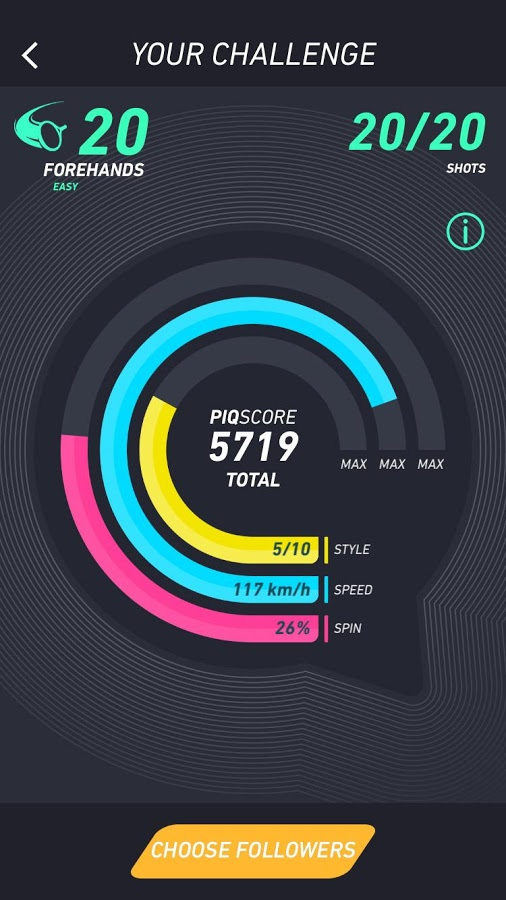 YOUR CHALLENGE
20
FOREHANDS
EASY
20/20
SHOTS
i
PIQSCORE
5719
TOTAL
MAX MAX MAX
5/10 STYLE
117 km/h SPEED
26% SPIN
CHOOSE FOLLOWERS